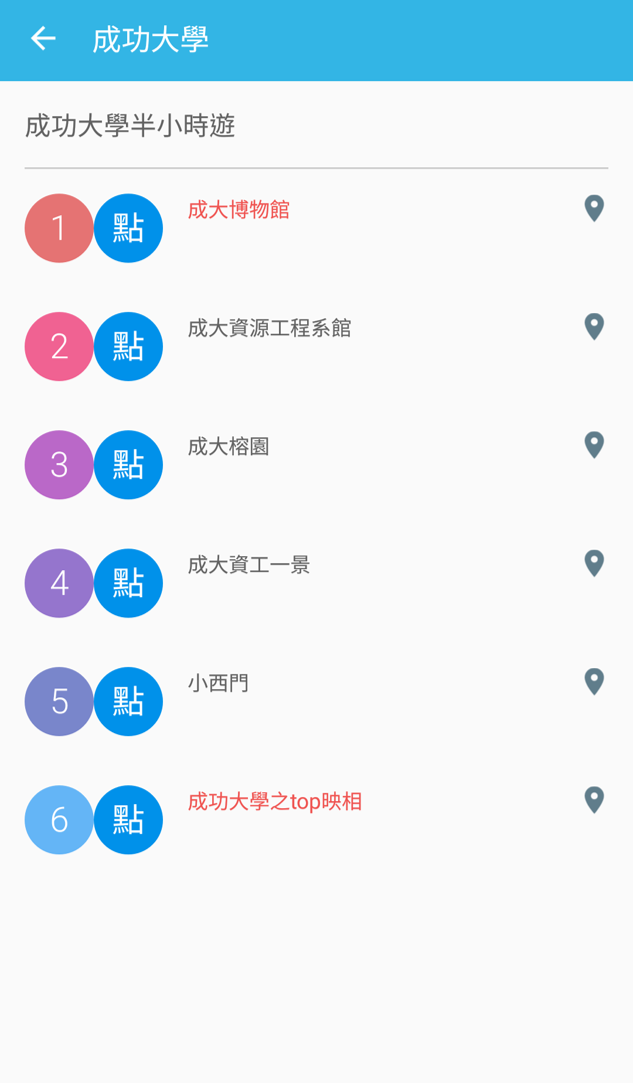 成功大學
成功大學半小時遊
1 點 成大博物館
2 點 成大資源工程系館
3 點 成大榕園
4 點 成大資工一景
5 點 小西門
6 點 成功大學之top映相